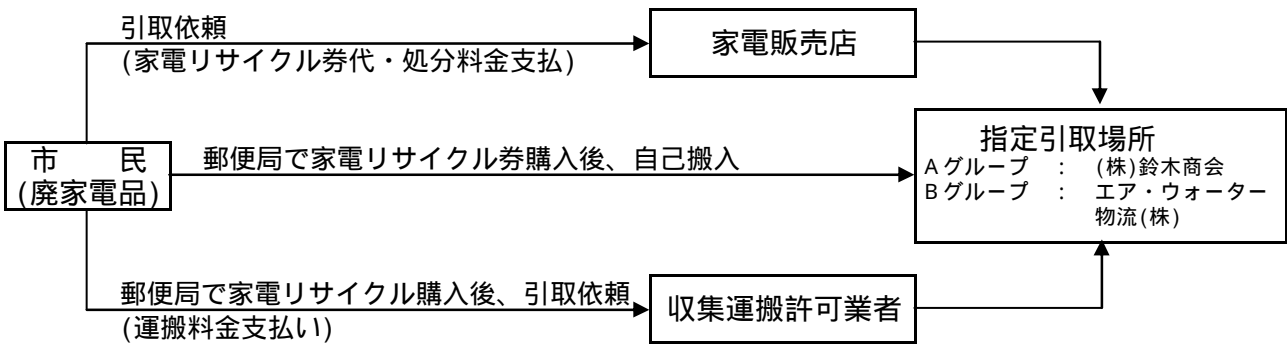 引取依頼
(家電リサイクル券代・処分料金支払)
家電販売店
市　　民
(廃家電品)
郵便局で家電リサイクル券購入後、自己搬入
指定引取場所
Aグループ　：　(株)鈴木商会
Bグループ　：　エア・ウォーター
物流(株)
郵便局で家電リサイクル購入後、引取依頼
(運搬料金支払い)
収集運搬許可業者